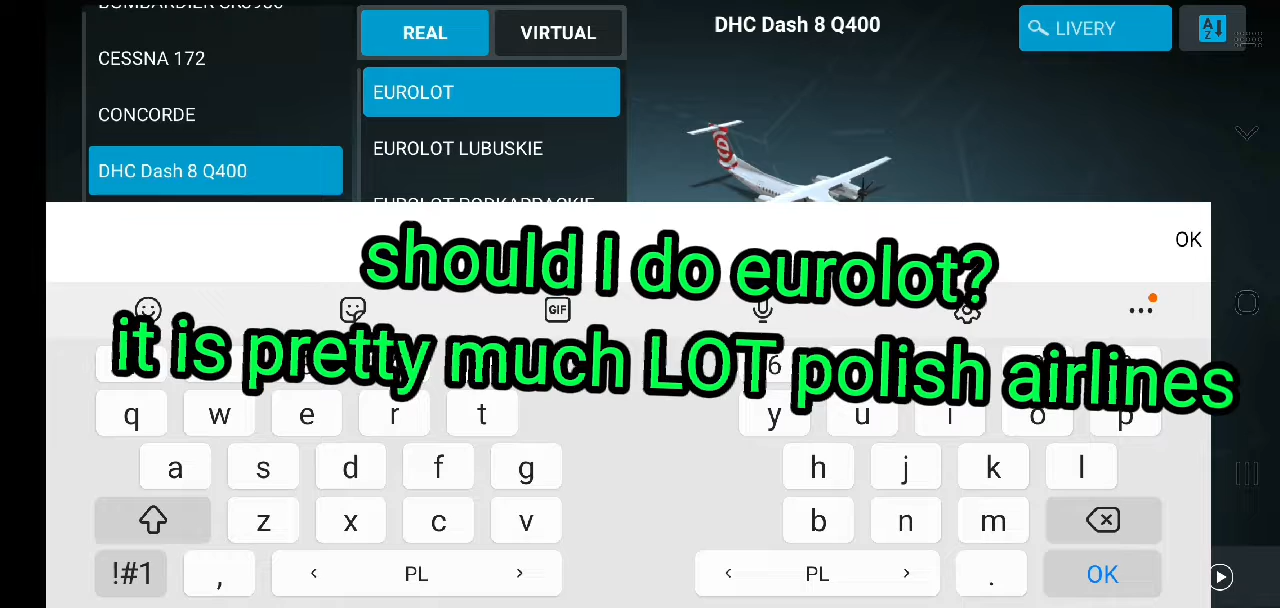 REAL
VIRTUAL
DHC Dash 8 Q400
LIVERY
CESSNA 172
EUROLOT
CONCORDE
EUROLOT LUBUSKIE
DHC Dash 8 Q400
OK
should I do eurolot?
GIF
it is pretty much LOT polish airlines
q w e r t y u i o p
a s d f g h j k l
z x c v b n m
!#1 , < PL > < PL > . OK